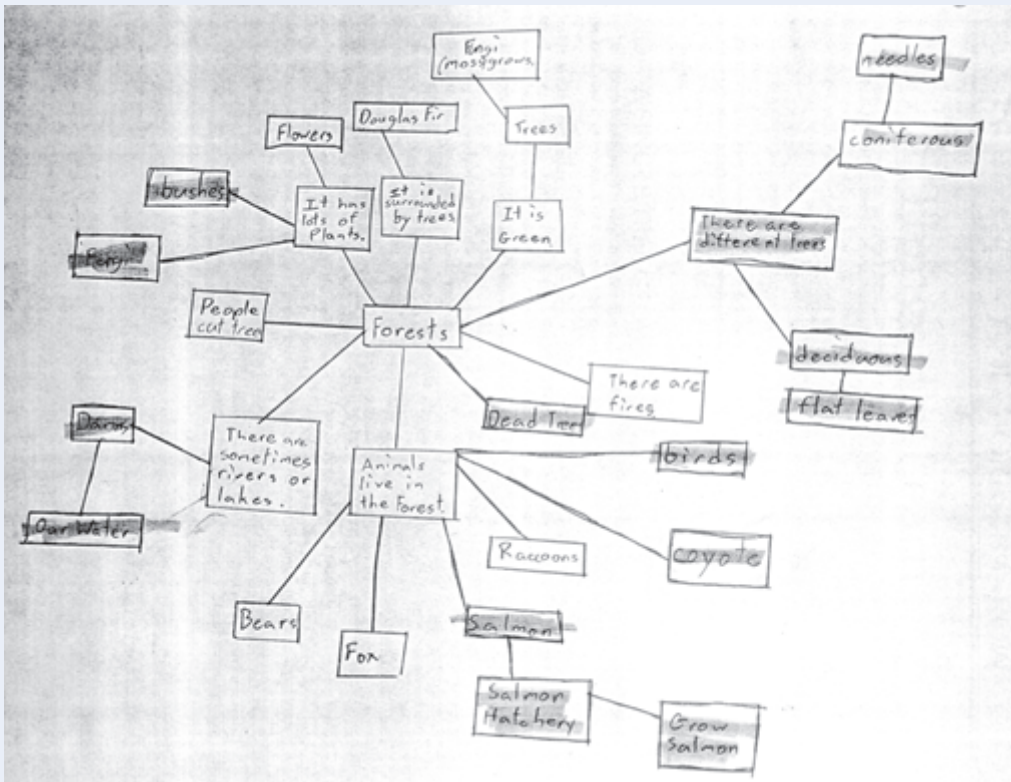 needles
coniferous
Trees
Douglas Fir
Flowers
bushes
It has
lots of
Plants.
It is
surrounded
by trees
It is
Green
There are
different trees
People
cut tree
Forests
deciduous
flat leaves
There are
fires
Dead Tree
There are
sometimes
rivers or
lakes.
Animals
live in
the Forest
birds
Our Water
Raccoons
coyote
Bears
Fox
Salmon
Salmon
Hatchery
Grow
Salmon